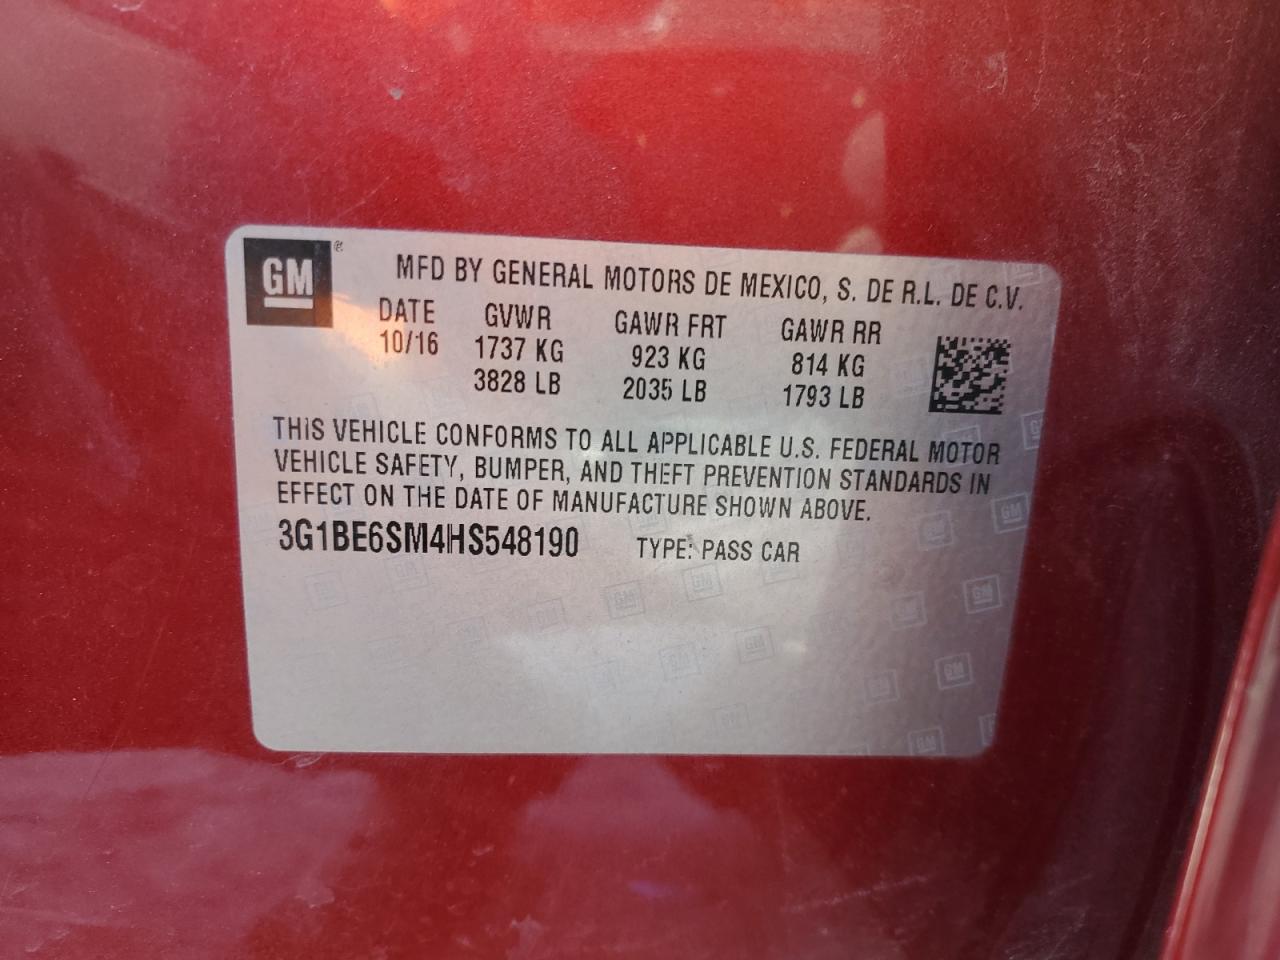 GM ®
MFD BY GENERAL MOTORS DE MEXICO, S. DE R.L. DE C.V.
DATE GVWR GAWR FRT GAWR RR
10/16 1737 KG 923 KG 814 KG
3828 LB 2035 LB 1793 LB
THIS VEHICLE CONFORMS TO ALL APPLICABLE U.S. FEDERAL MOTOR
VEHICLE SAFETY, BUMPER, AND THEFT PREVENTION STANDARDS IN
EFFECT ON THE DATE OF MANUFACTURE SHOWN ABOVE.
3G1BE6SM4HS548190 TYPE: PASS CAR